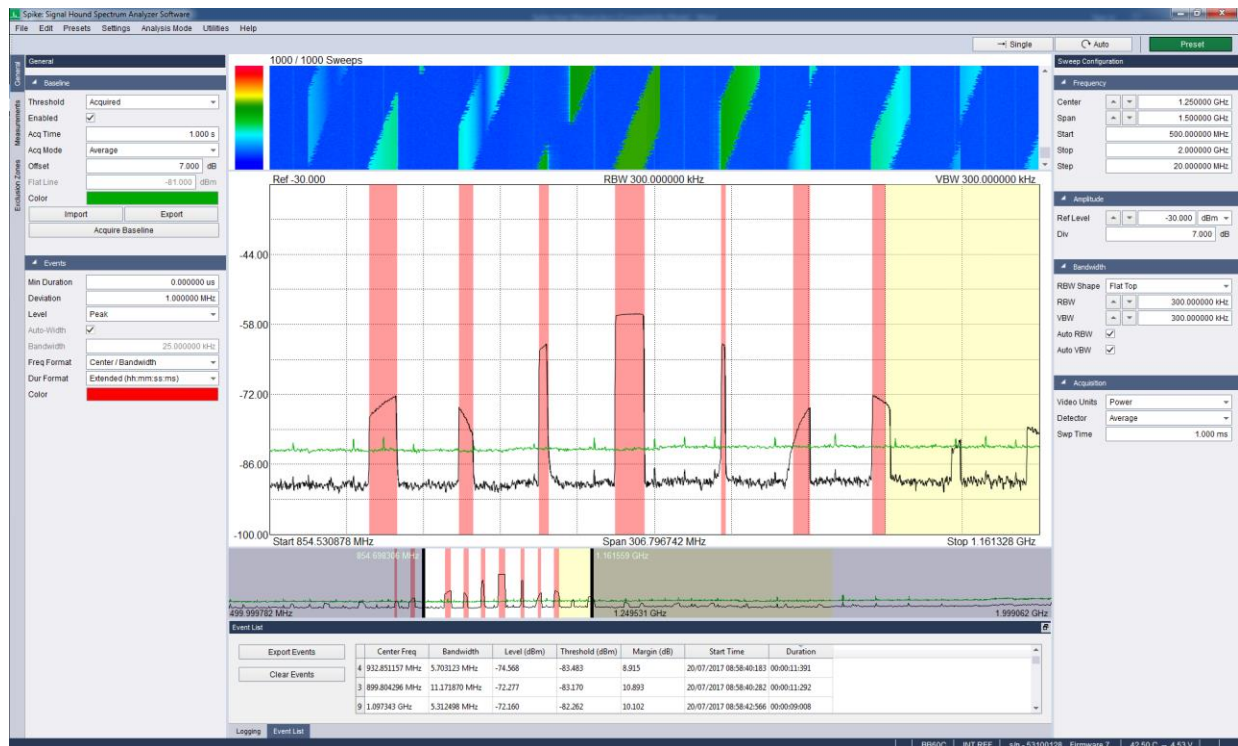 Spike: Signal Hound Spectrum Analyzer Software
File Edit Presets Settings Analysis Mode Utilities Help
Single Auto Preset
General
Measurements
Exclusion Zones
General
Baseline
Threshold Acquired
Enabled
Acq Time 1.000 s
Acq Mode Average
Offset 7.000 dB
Flat Line -81.000 dBm
Color
Import Export
Acquire Baseline
Events
Min Duration 0.000000 us
Deviation 1.000000 MHz
Level Peak
Auto-Width
Bandwidth 25.000000 kHz
Freq Format Center / Bandwidth
Dur Format Extended (hh:mm:ss:ms)
Color
1000 / 1000 Sweeps
Ref -30.000 RBW 300.000000 kHz VBW 300.000000 kHz
-44.00
-58.00
-72.00
-86.00
-100.00
Start 854.530878 MHz Span 306.796742 MHz Stop 1.161328 GHz
854.698306 MHz 1.161559 GHz
499.999782 MHz 1.249531 GHz 1.999062 GHz
Event List
Export Events
Clear Events
Center Freq Bandwidth Level (dBm) Threshold (dBm) Margin (dB) Start Time Duration
4 932.851157 MHz 5.703123 MHz -74.568 -83.483 8.915 20/07/2017 08:58:40:183 00:00:11:391
3 899.804296 MHz 11.171870 MHz -72.277 -83.170 10.893 20/07/2017 08:58:40:282 00:00:11:292
9 1.097343 GHz 5.312498 MHz -72.160 -82.262 10.102 20/07/2017 08:58:42:566 00:00:09:008
Logging Event List
Sweep Configuration
Frequency
Center 1.250000 GHz
Span 1.500000 GHz
Start 500.000000 MHz
Stop 2.000000 GHz
Step 20.000000 MHz
Amplitude
Ref Level -30.000 dBm
Div 7.000 dB
Bandwidth
RBW Shape Flat Top
RBW 300.000000 kHz
VBW 300.000000 kHz
Auto RBW
Auto VBW
Acquisition
Video Units Power
Detector Average
Swp Time 1.000 ms
BB60C INT REF s/n - 53100128 Firmware 7 42.50 C - 4.53 V